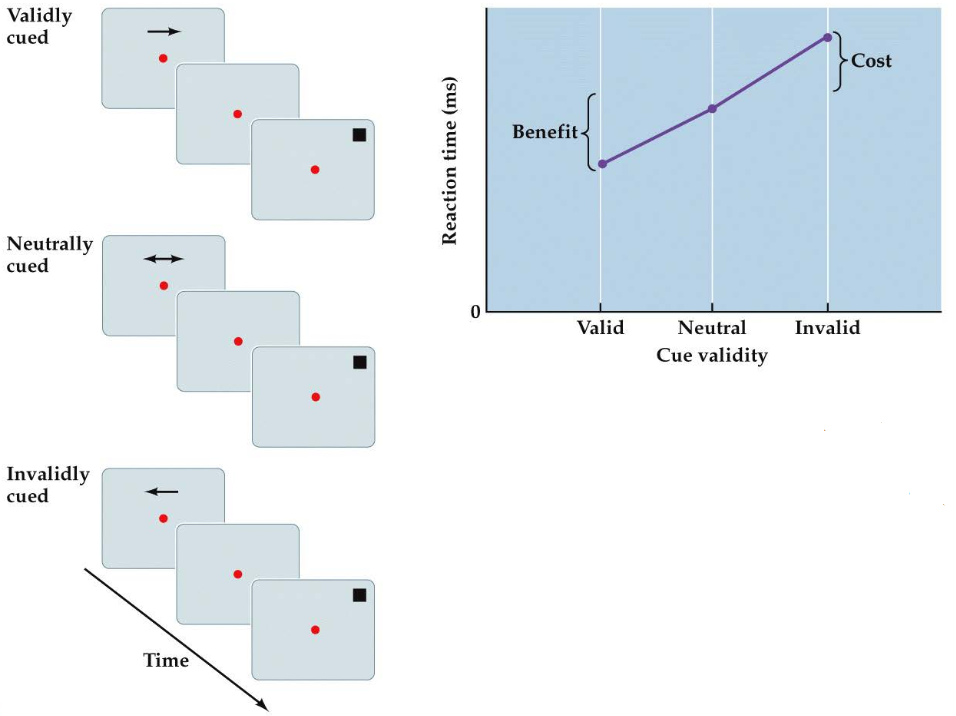 Validly
cued
Neutrally
cued
Invalidly
cued
Time
Reaction time (ms)
Benefit
Cost
0
Valid Neutral Invalid
Cue validity